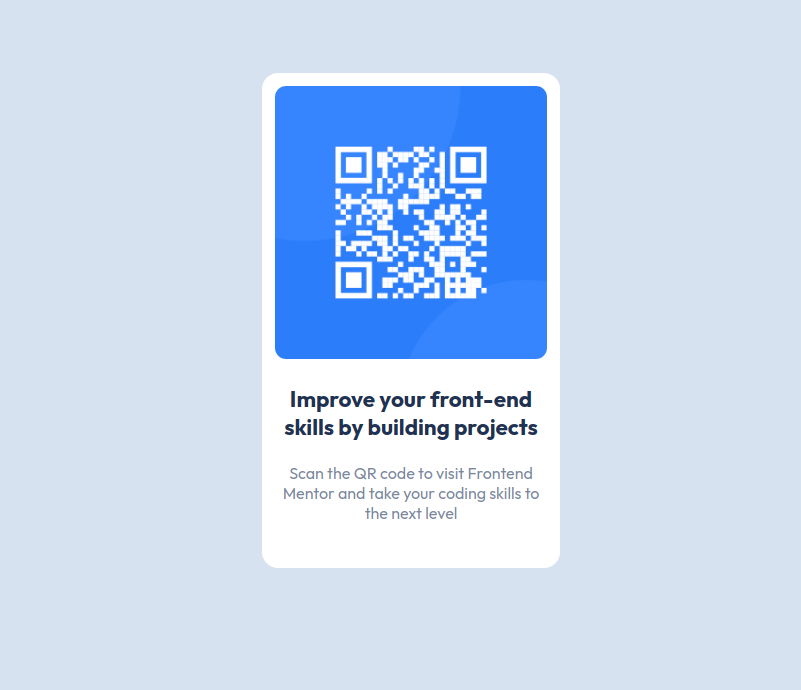 Improve your front-end
skills by building projects
Scan the QR code to visit Frontend
Mentor and take your coding skills to
the next level